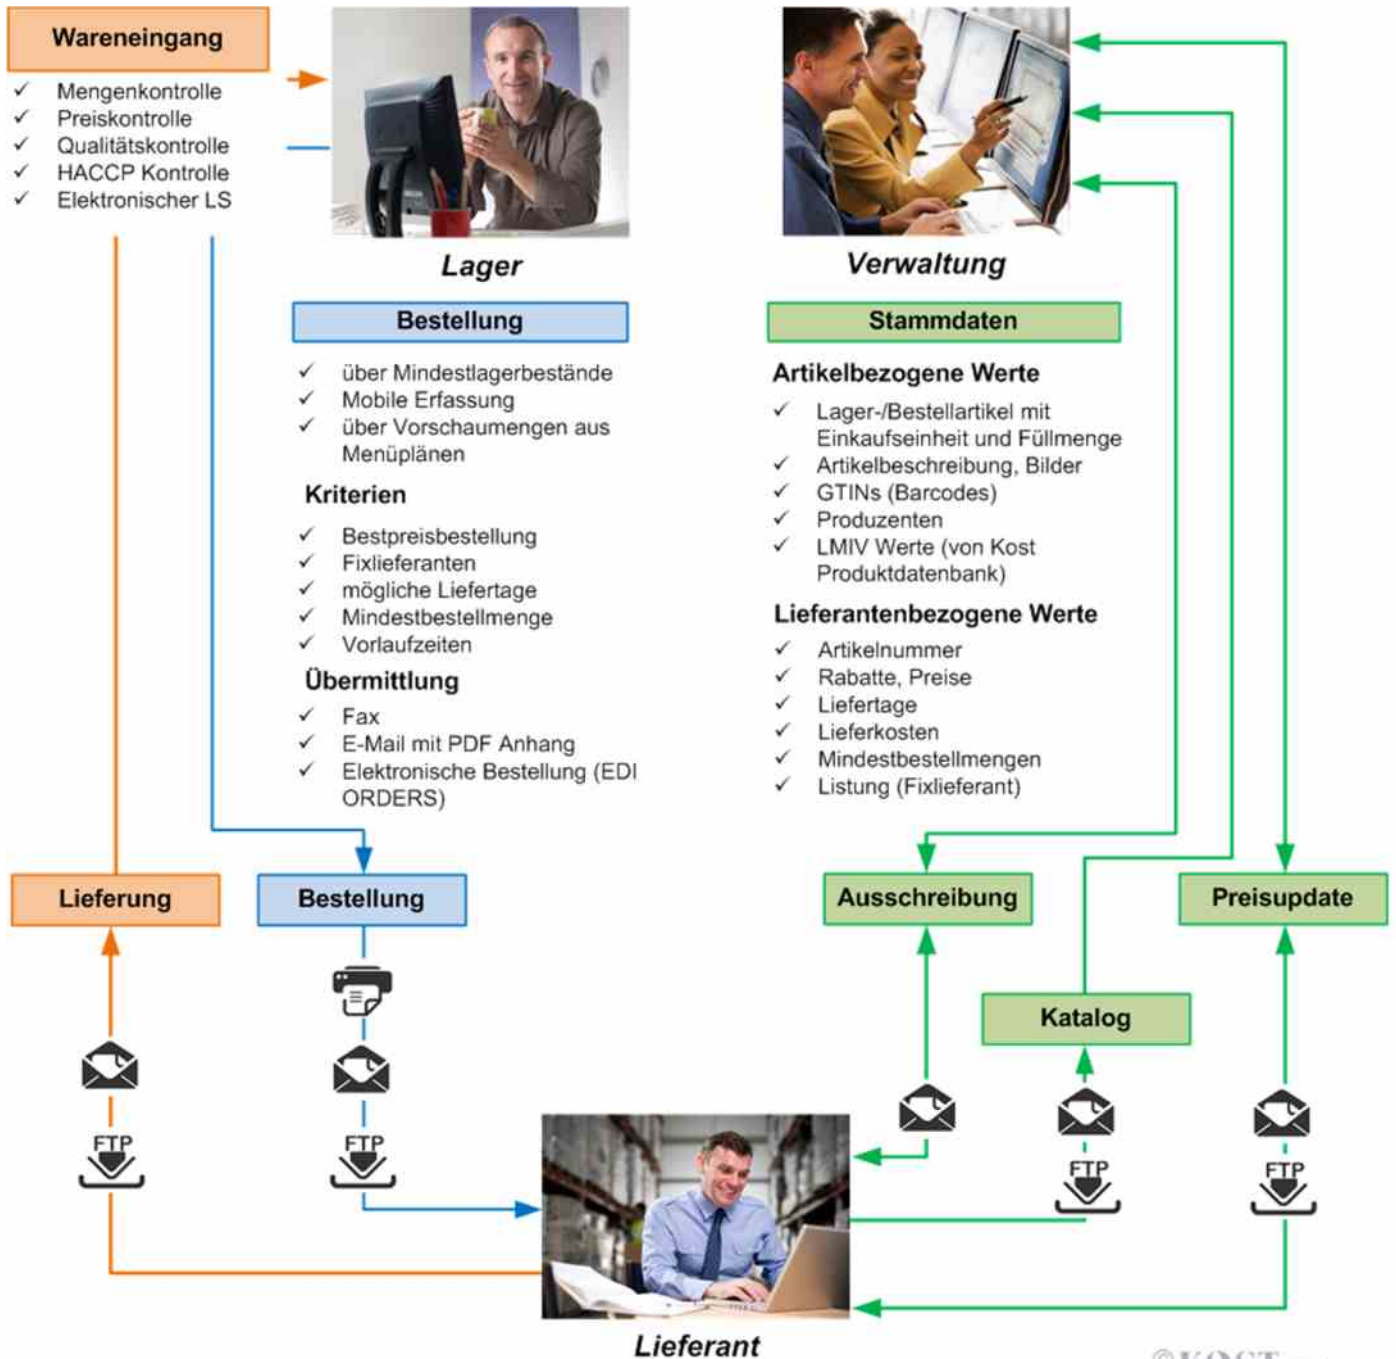 Wareneingang
Mengenkontrolle
Preiskontrolle
Qualitätskontrolle
HACCP Kontrolle
Elektronischer LS
Lager
Bestellung
über Mindestlagerbestände
Mobile Erfassung
über Vorschaumengen aus
Menüplänen
Kriterien
Bestpreisbestellung
Fixlieferanten
mögliche Liefertage
Mindestbestellmenge
Vorlaufzeiten
Übermittlung
Fax
E-Mail mit PDF Anhang
Elektronische Bestellung (EDI
ORDERS)
Verwaltung
Stammdaten
Artikelbezogene Werte
Lager-/Bestellartikel mit
Einkaufseinheit und Füllmenge
Artikelbeschreibung, Bilder
GTINs (Barcodes)
Produzenten
LMIV Werte (von Kost
Produktdatenbank)
Lieferantenbezogene Werte
Artikelnummer
Rabatte, Preise
Liefertage
Lieferkosten
Mindestbestellmengen
Listung (Fixlieferant)
Lieferung
Bestellung
Ausschreibung
Preisupdate
Katalog
FTP
FTP
FTP
FTP
Lieferant